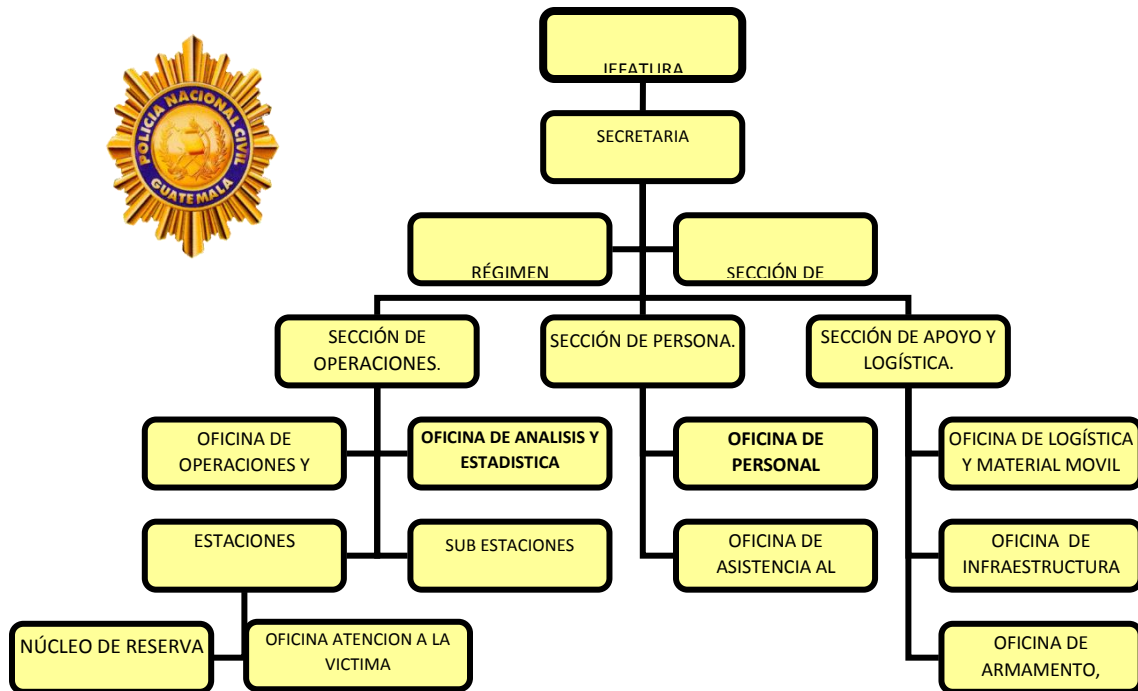 POLICIA NACIONAL CIVIL
GUATEMALA
JEFATURA
SECRETARIA
RÉGIMEN
SECCIÓN DE
SECCIÓN DE
OPERACIONES.
SECCIÓN DE PERSONA.
SECCIÓN DE APOYO Y
LOGÍSTICA.
OFICINA DE
OPERACIONES Y
OFICINA DE ANALISIS Y
ESTADISTICA
OFICINA DE
PERSONAL
OFICINA DE LOGÍSTICA
Y MATERIAL MOVIL
ESTACIONES
SUB ESTACIONES
OFICINA DE
ASISTENCIA AL
OFICINA DE
INFRAESTRUCTURA
NÚCLEO DE RESERVA
OFICINA ATENCION A LA
VICTIMA
OFICINA DE
ARMAMENTO,